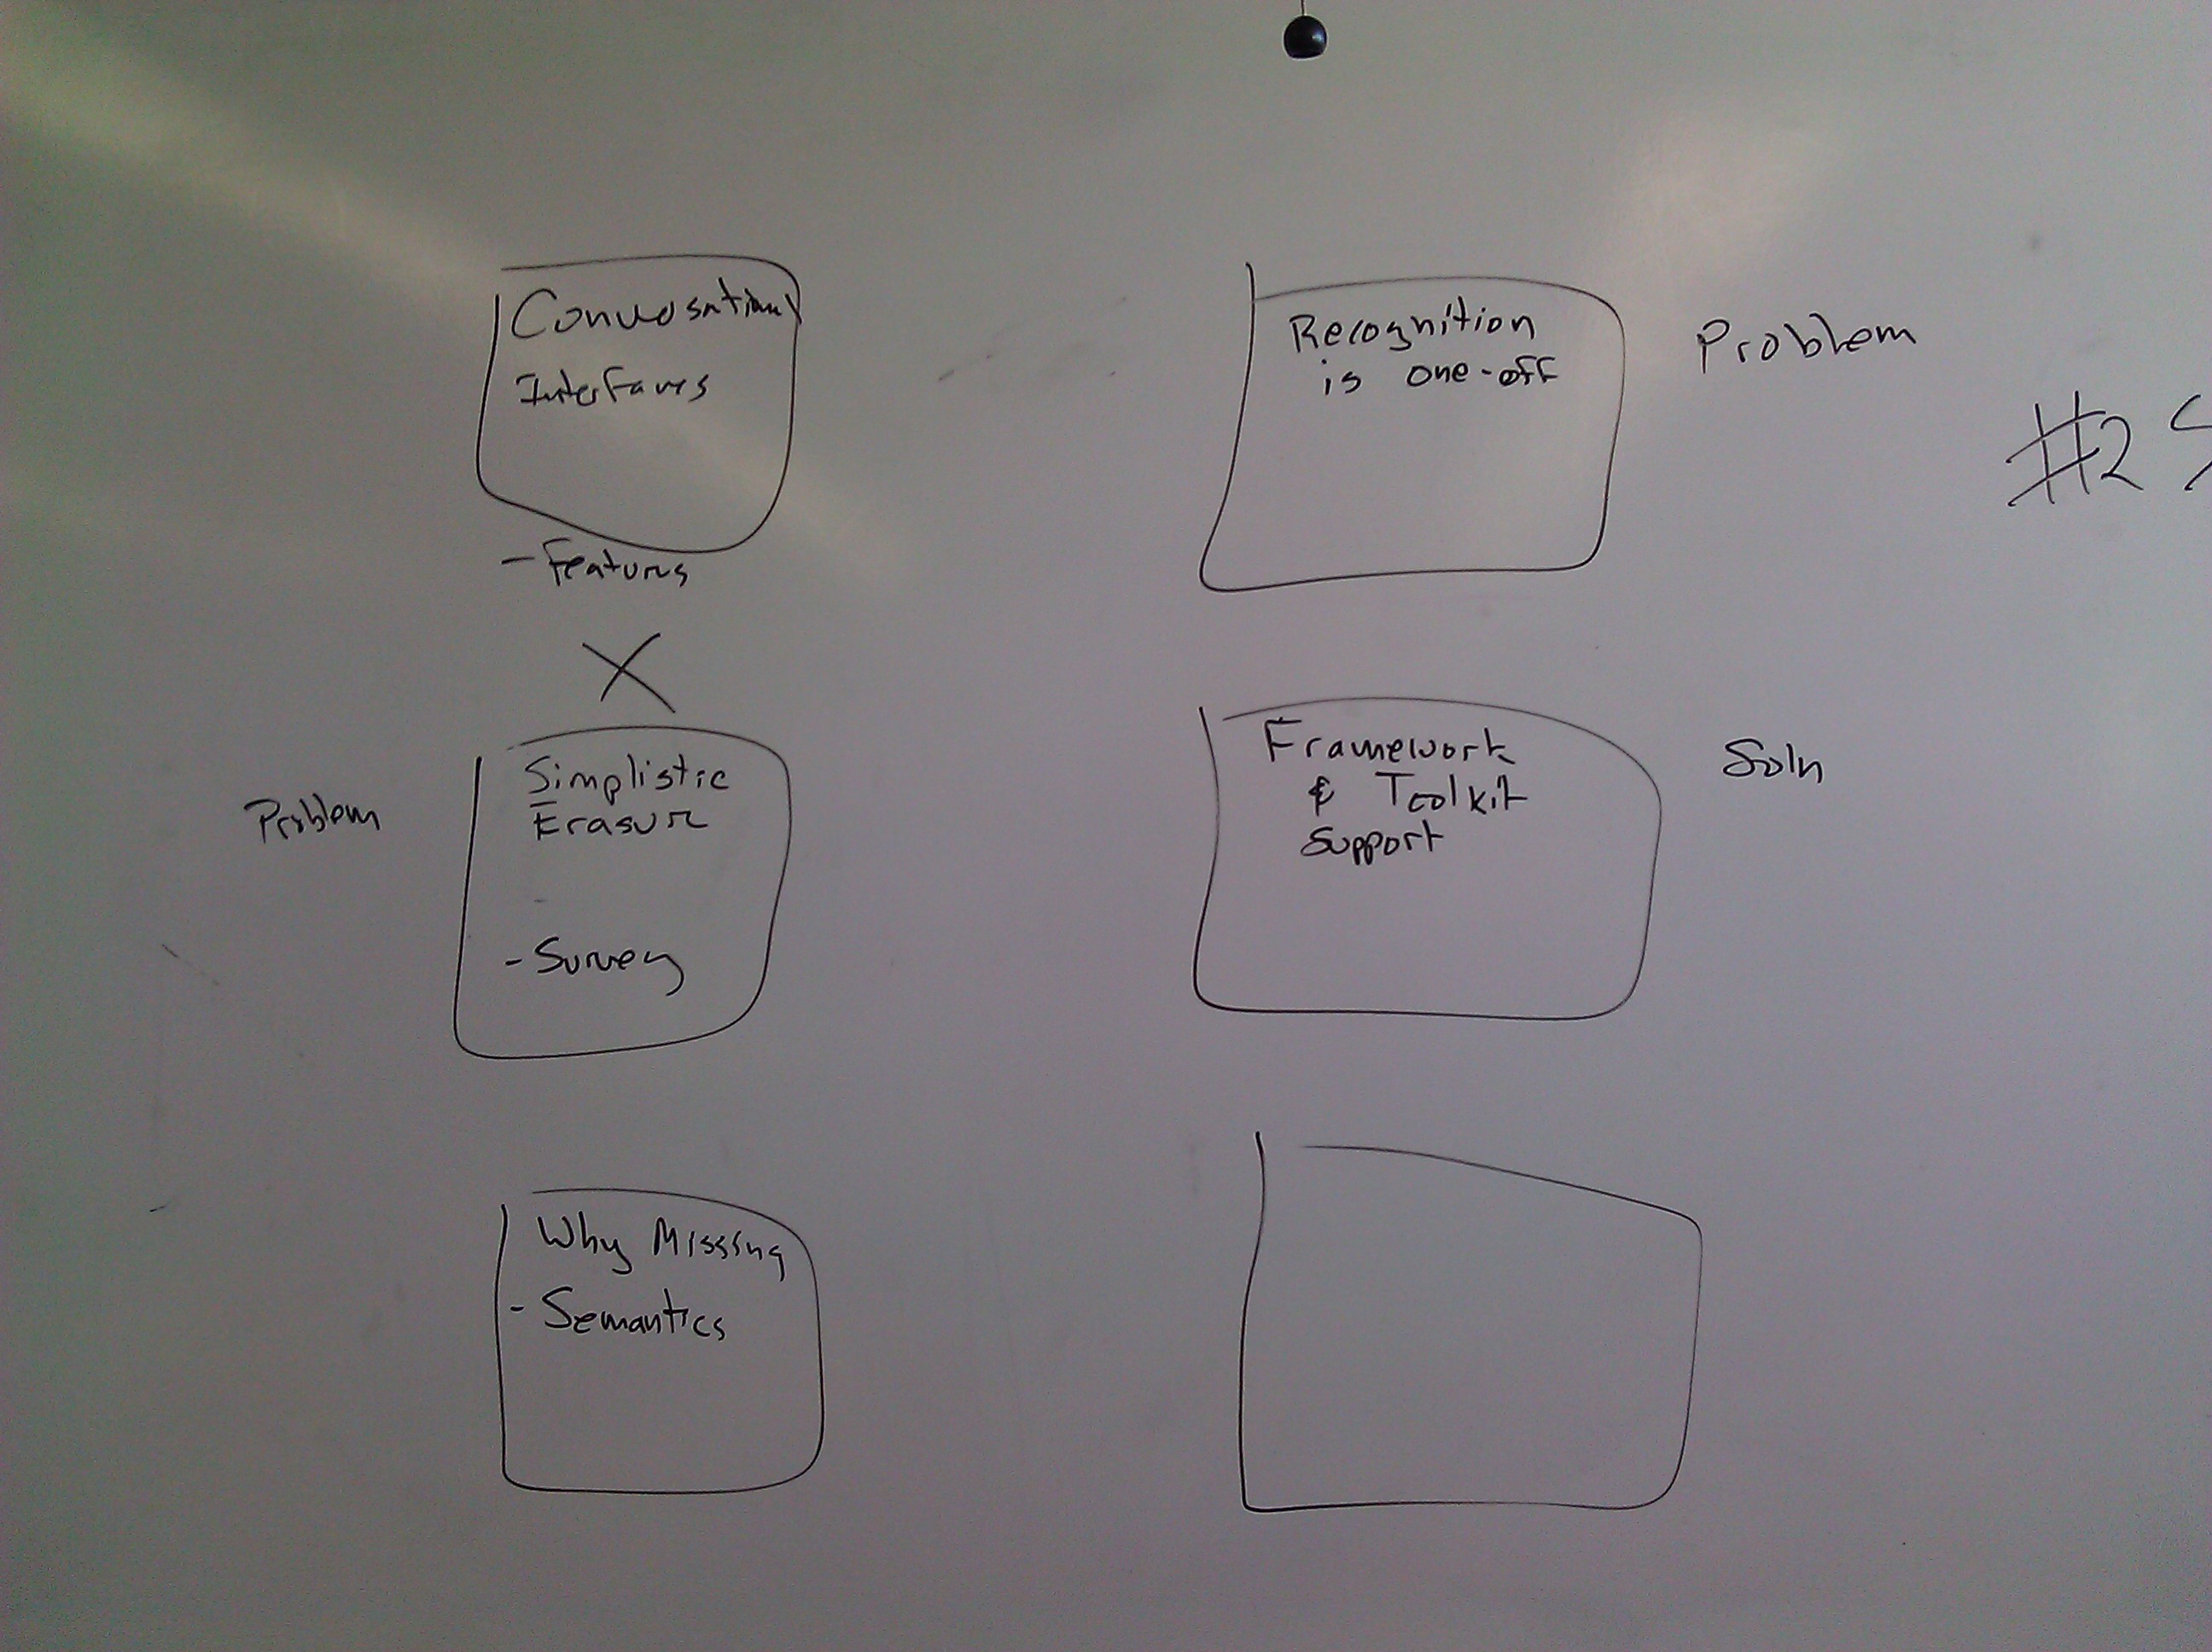 Conversational
Interfaces
- Features
X
Problem
Simplistic
Erasure
- Survey
Why Missing
- Semantics
Recognition
is one-off
Problem
Framework
& Toolkit
Support
Soln
#2 S